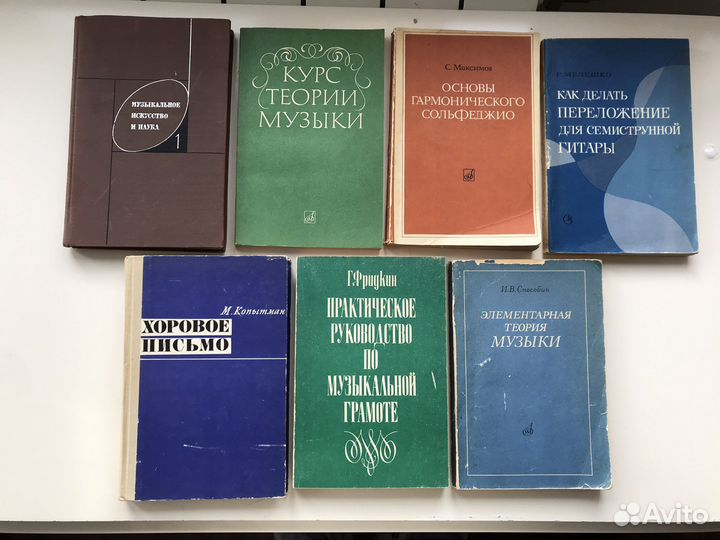 МУЗЫКАЛЬНОЕ
ИСКУССТВО
И НАУКА
1
КУРС
ТЕОРИИ
МУЗЫКИ
С. Максимов
ОСНОВЫ
ГАРМОНИЧЕСКОГО
СОЛЬФЕДЖИО
Р. МЕЛЕШКО
КАК ДЕЛАТЬ
ПЕРЕЛОЖЕНИЕ
ДЛЯ СЕМИСТРУННОЙ
ГИТАРЫ
М. Копытман
ХОРОВОЕ
ПИСЬМО
Г. Фридкин
ПРАКТИЧЕСКОЕ
РУКОВОДСТВО
ПО
МУЗЫКАЛЬНОЙ
ГРАМОТЕ
И. В. Способин
ЭЛЕМЕНТАРНАЯ
ТЕОРИЯ
МУЗЫКИ
Avito